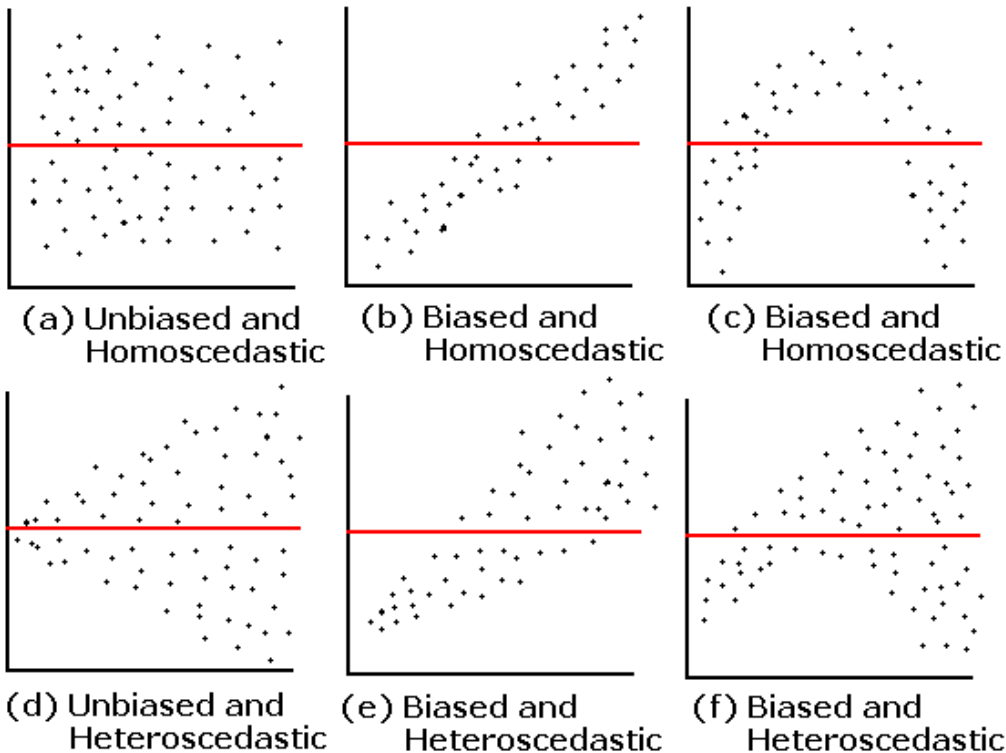 (a) Unbiased and
Homoscedastic
(b) Biased and
Homoscedastic
(c) Biased and
Homoscedastic
(d) Unbiased and
Heteroscedastic
(e) Biased and
Heteroscedastic
(f) Biased and
Heteroscedastic